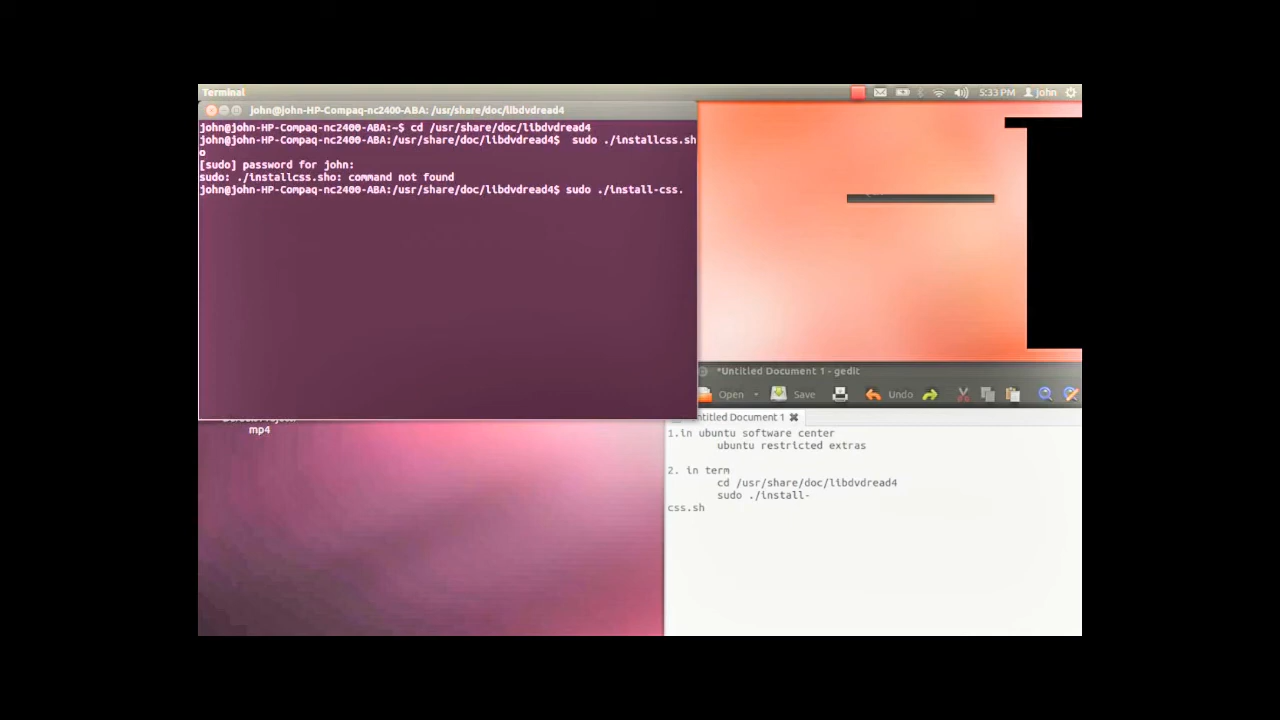 Terminal
5:33 PM john
john@john-HP-Compaq-nc2400-ABA: /usr/share/doc/libdvdread4
john@john-HP-Compaq-nc2400-ABA:~$ cd /usr/share/doc/libdvdread4
john@john-HP-Compaq-nc2400-ABA:/usr/share/doc/libdvdread4$  sudo ./installcss.sh
o
[sudo] password for john:
sudo: ./installcss.sho: command not found
john@john-HP-Compaq-nc2400-ABA:/usr/share/doc/libdvdread4$ sudo ./install-css.
*Untitled Document 1 - gedit
Open Save Undo
ntitled Document 1
mp4
1.in ubuntu software center
ubuntu restricted extras
2. in term
cd /usr/share/doc/libdvdread4
sudo ./install-
css.sh